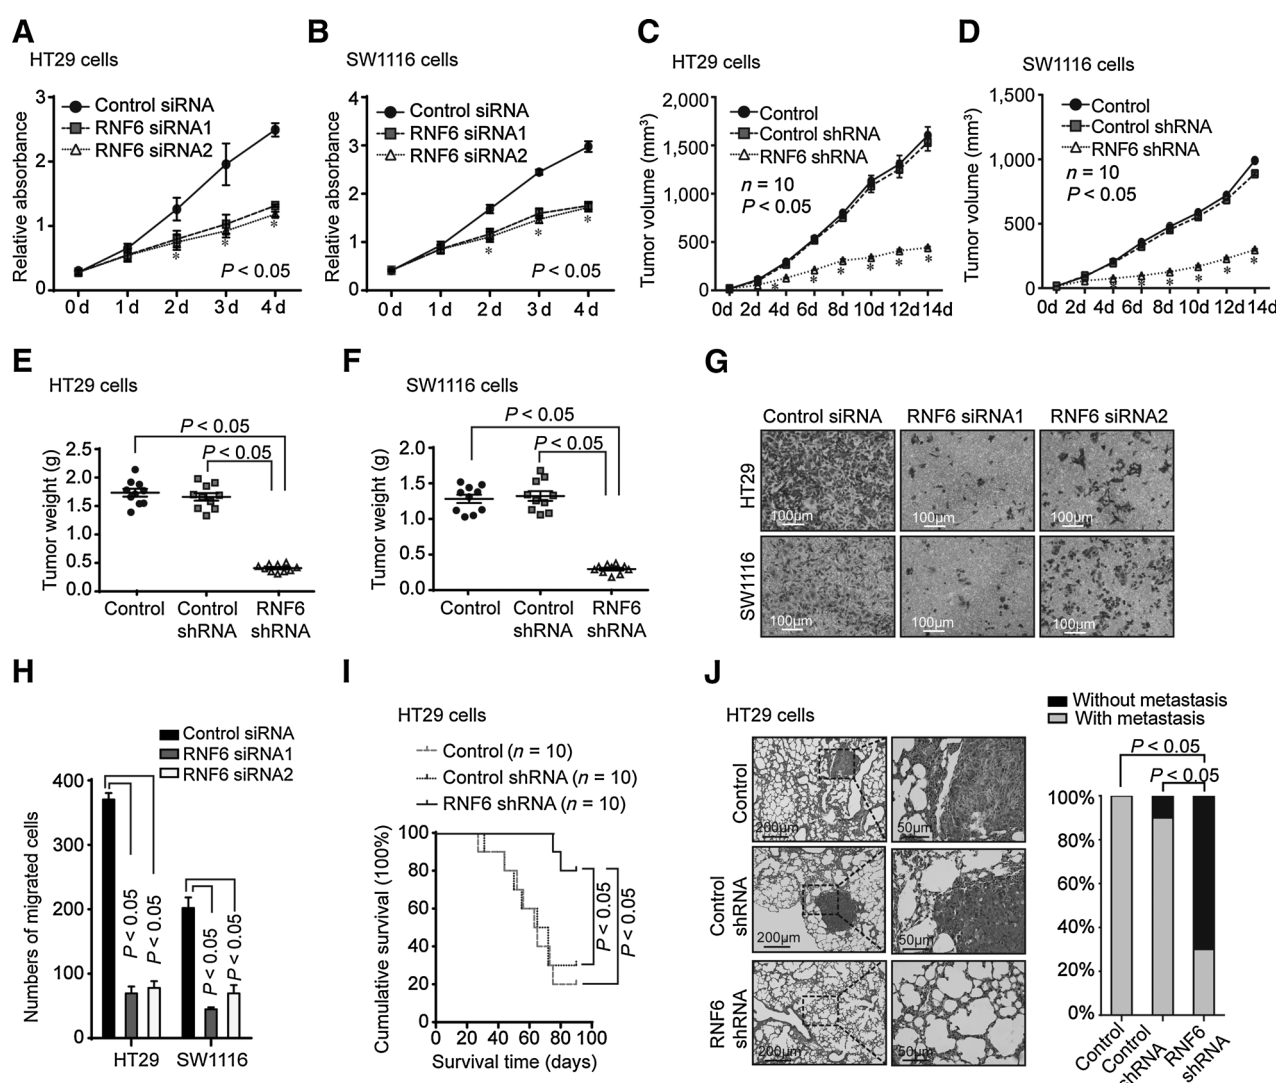 A
HT29 cells
Relative absorbance
3
2
1
0
Control siRNA
RNF6 siRNA1
RNF6 siRNA2
*
*
*
P < 0.05
0 d
1 d
2 d
3 d
4 d
B
SW1116 cells
Relative absorbance
4
3
2
1
0
Control siRNA
RNF6 siRNA1
RNF6 siRNA2
*
*
*
P < 0.05
0 d
1 d
2 d
3 d
4 d
C
HT29 cells
Tumor volume (mm³)
2,000
1,500
1,000
500
0
Control
Control shRNA
RNF6 shRNA
n = 10
P < 0.05
*
*
*
*
*
*
0d
2d
4d
6d
8d
10d
12d
14d
D
SW1116 cells
Tumor volume (mm³)
1,500
1,000
500
0
Control
Control shRNA
RNF6 shRNA
n = 10
P < 0.05
*
*
*
*
*
*
0d
2d
4d
6d
8d
10d
12d
14d
E
HT29 cells
Tumor weight (g)
2.5
2.0
1.5
1.0
0.5
0.0
P < 0.05
P < 0.05
Control
Control
shRNA
RNF6
shRNA
F
SW1116 cells
Tumor weight (g)
2.0
1.5
1.0
0.5
0.0
P < 0.05
P < 0.05
Control
Control
shRNA
RNF6
shRNA
G
Control siRNA
RNF6 siRNA1
RNF6 siRNA2
HT29
100μm
100μm
100μm
SW1116
100μm
100μm
100μm
H
Control siRNA
RNF6 siRNA1
RNF6 siRNA2
Numbers of migrated cells
400
300
200
100
0
P < 0.05
P < 0.05
P < 0.05
P < 0.05
HT29
SW1116
I
HT29 cells
Control (n = 10)
Control shRNA (n = 10)
RNF6 shRNA (n = 10)
Cumulative survival (100%)
100
80
60
40
20
0
P < 0.05
P < 0.05
0
20
40
60
80
100
Survival time (days)
J
HT29 cells
Control
200μm
50μm
Control
shRNA
200μm
50μm
RNF6
shRNA
200μm
50μm
Without metastasis
With metastasis
P < 0.05
P < 0.05
100%
80%
60%
40%
20%
0%
Control
Control
shRNA
RNF6
shRNA